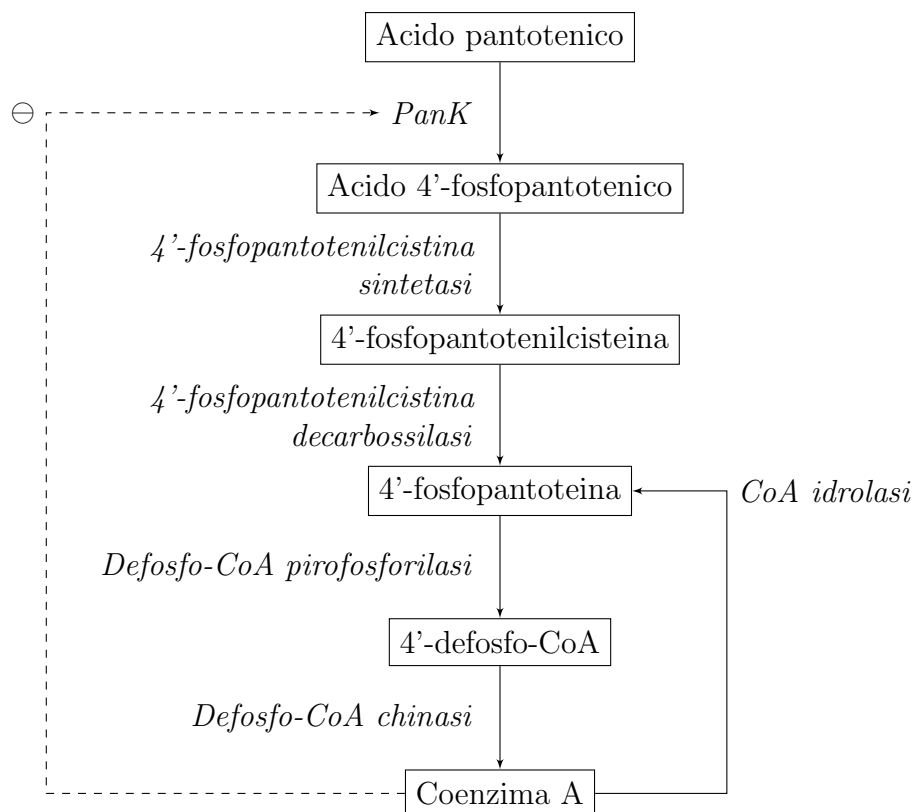 Acido pantotenico
⊖
PanK
Acido 4'-fosfopantotenico
4'-fosfopantotenilcistina
sintetasi
4'-fosfopantotenilcisteina
4'-fosfopantotenilcistina
decarbossilasi
4'-fosfopantoteina
CoA idrolasi
Defosfo-CoA pirofosforilasi
4'-defosfo-CoA
Defosfo-CoA chinasi
Coenzima A